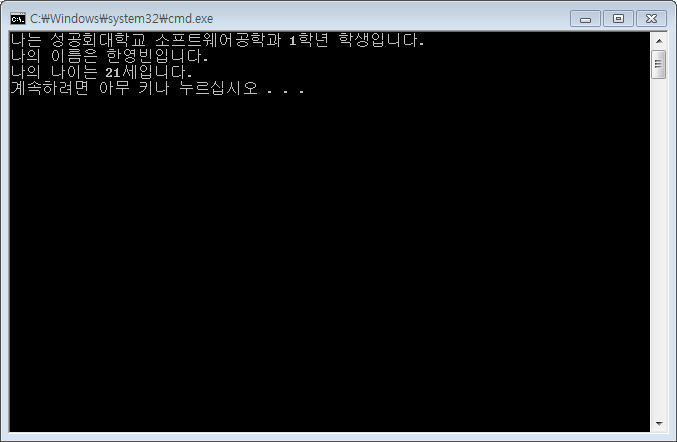 C:₩Windows₩system32₩cmd.exe
나는 성공회대학교 소프트웨어공학과 1학년 학생입니다.
나의 이름은 한영빈입니다.
나의 나이는 21세입니다.
계속하려면 아무 키나 누르십시오 . . .